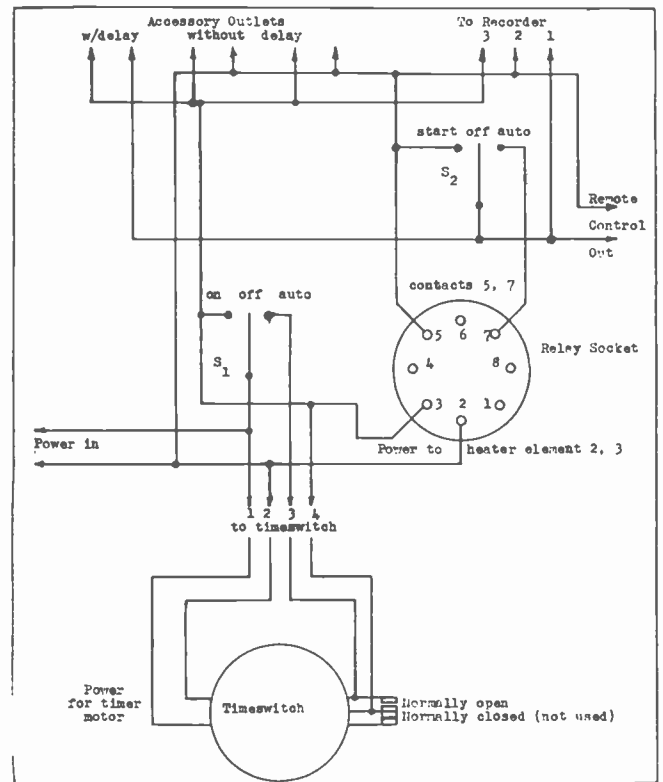 Accessory Outlets
w/delay without delay
To Recorder
3 2 1
start off auto
S2
Remote
Control
Out
contacts 5, 7
on off auto
S1
5 6 7
4 8
3 2 1
Relay Socket
Power in
Power to heater element 2, 3
1 2 3 4
to timeswitch
Power
for timer
motor
Timeswitch
Normally open
Normally closed (not used)